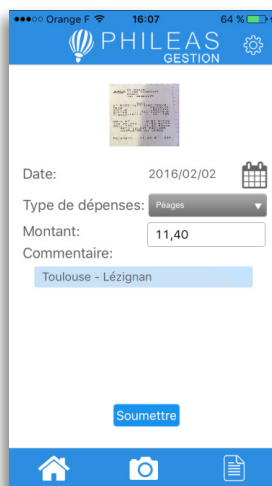 Orange F 16:07 64 %
PHILEAS
GESTION
Date: 2016/02/02
Type de dépenses: Péages
Montant: 11,40
Commentaire:
Toulouse - Lézignan
Soumettre